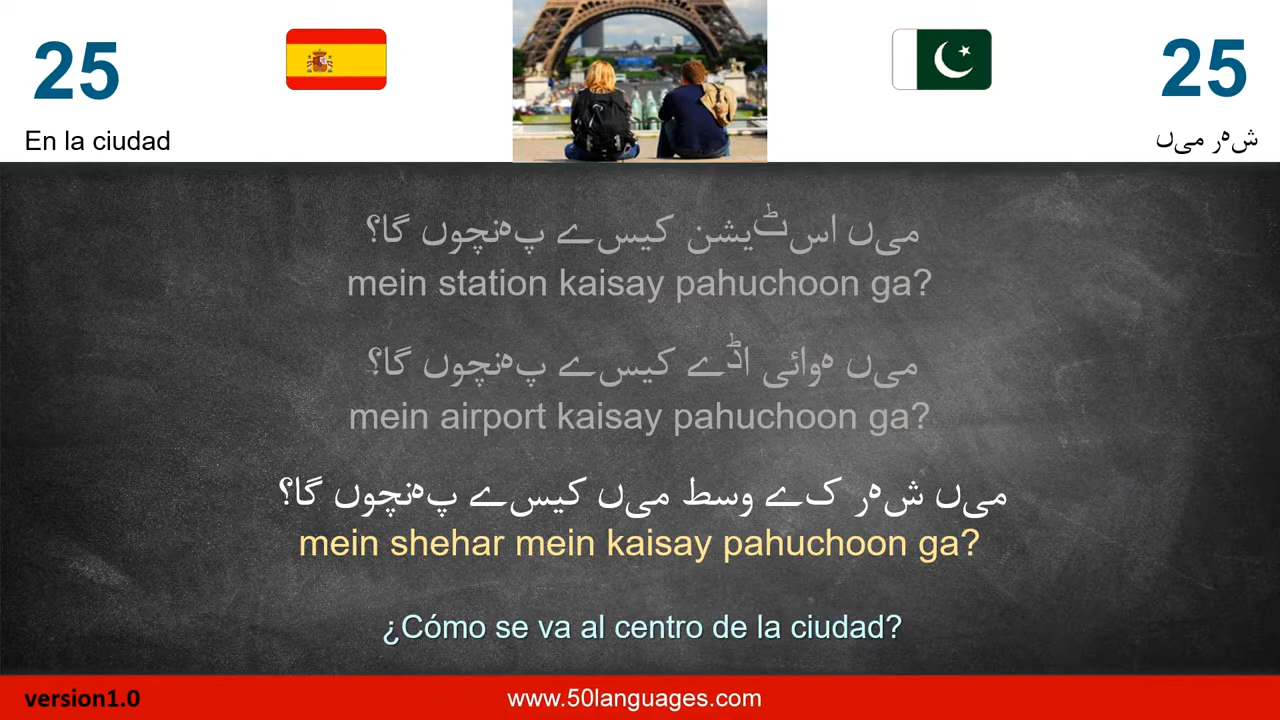 25
25
En la ciudad
شہر میں
میں اسٹیشن کیسے پہنچوں گا؟
mein station kaisay pahuchoon ga?
میں ہوائی اڈے کیسے پہنچوں گا؟
mein airport kaisay pahuchoon ga?
میں شہر کے وسط میں کیسے پہنچوں گا؟
mein shehar mein kaisay pahuchoon ga?
¿Cómo se va al centro de la ciudad?
version1.0
www.50languages.com